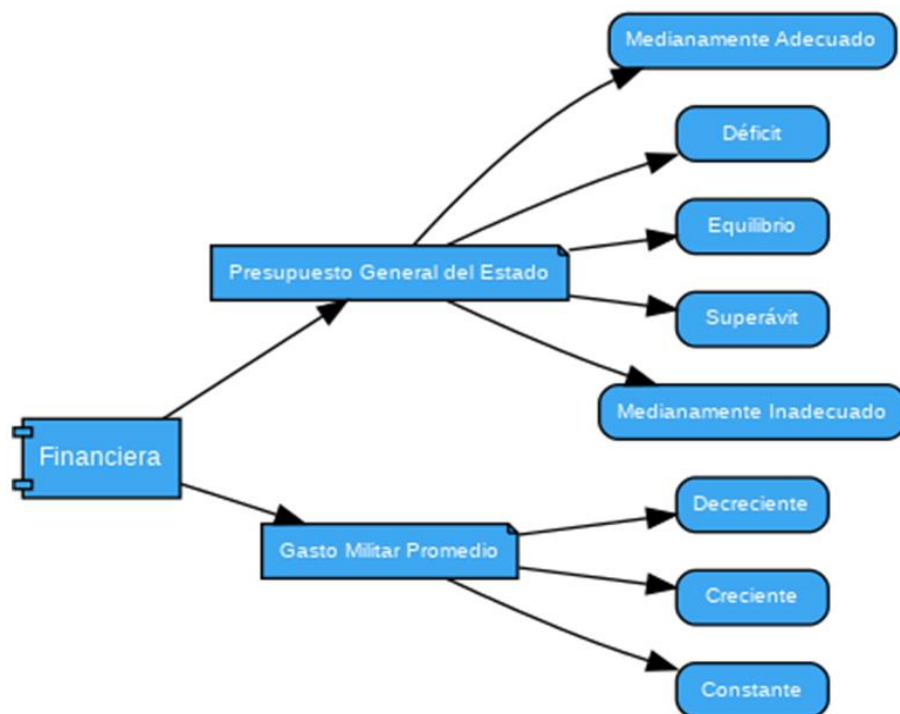 Medianamente Adecuado
Déficit
Equilibrio
Presupuesto General del Estado
Superávit
Medianamente Inadecuado
Financiera
Decreciente
Gasto Militar Promedio
Creciente
Constante